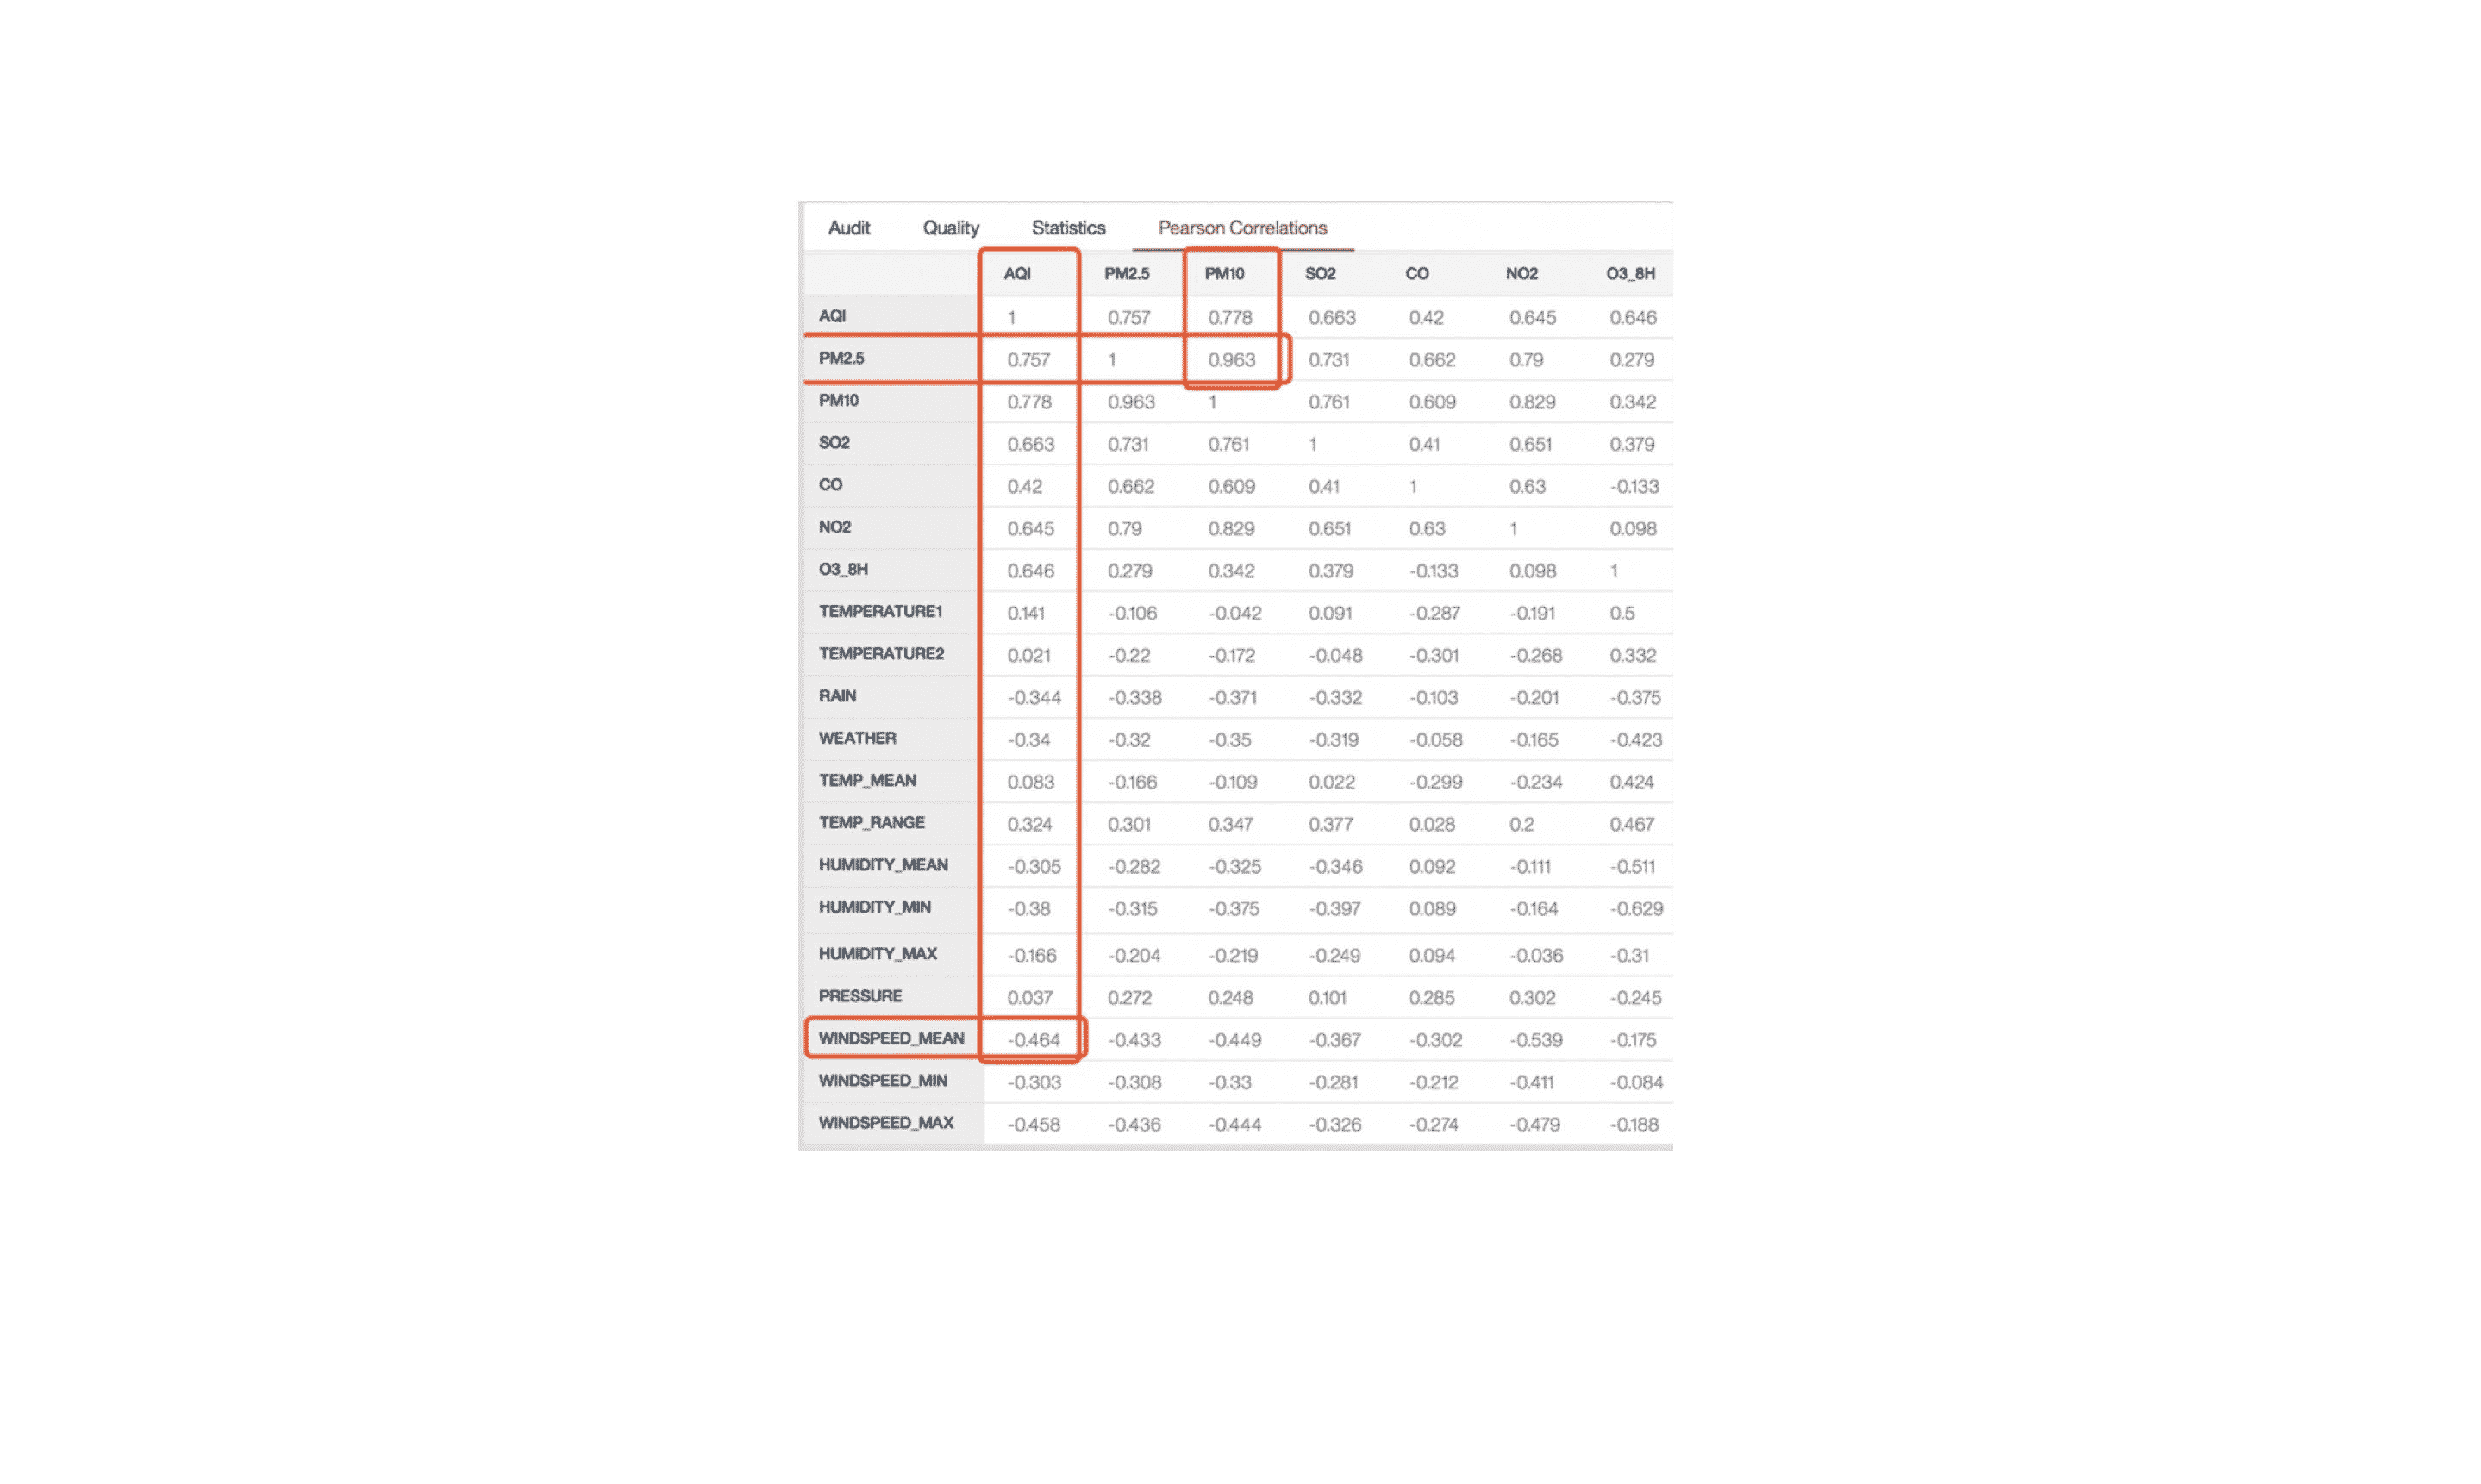 Audit Quality Statistics Pearson Correlations
AQI PM2.5 PM10 SO2 CO NO2 O3_8H
AQI 1 0.757 0.778 0.663 0.42 0.645 0.646
PM2.5 0.757 1 0.963 0.731 0.662 0.79 0.279
PM10 0.778 0.963 1 0.761 0.609 0.829 0.342
SO2 0.663 0.731 0.761 1 0.41 0.651 0.379
CO 0.42 0.662 0.609 0.41 1 0.63 -0.133
NO2 0.645 0.79 0.829 0.651 0.63 1 0.098
O3_8H 0.646 0.279 0.342 0.379 -0.133 0.098 1
TEMPERATURE1 0.141 -0.106 -0.042 0.091 -0.287 -0.191 0.5
TEMPERATURE2 0.021 -0.22 -0.172 -0.048 -0.301 -0.268 0.332
RAIN -0.344 -0.338 -0.371 -0.332 -0.103 -0.201 -0.375
WEATHER -0.34 -0.32 -0.35 -0.319 -0.058 -0.165 -0.423
TEMP_MEAN 0.083 -0.166 -0.109 0.022 -0.299 -0.234 0.424
TEMP_RANGE 0.324 0.301 0.347 0.377 0.028 0.2 0.467
HUMIDITY_MEAN -0.305 -0.282 -0.325 -0.346 0.092 -0.111 -0.511
HUMIDITY_MIN -0.38 -0.315 -0.375 -0.397 0.089 -0.164 -0.629
HUMIDITY_MAX -0.166 -0.204 -0.219 -0.249 0.094 -0.036 -0.31
PRESSURE 0.037 0.272 0.248 0.101 0.285 0.302 -0.245
WINDSPEED_MEAN -0.464 -0.433 -0.449 -0.367 -0.302 -0.539 -0.175
WINDSPEED_MIN -0.303 -0.308 -0.33 -0.281 -0.212 -0.411 -0.084
WINDSPEED_MAX -0.458 -0.436 -0.444 -0.326 -0.274 -0.479 -0.188